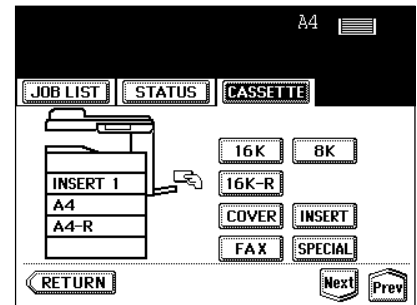 A4
JOB LIST STATUS CASSETTE
16K 8K
INSERT 1 16K-R
A4 COVER INSERT
A4-R FAX SPECIAL
RETURN Next Prev